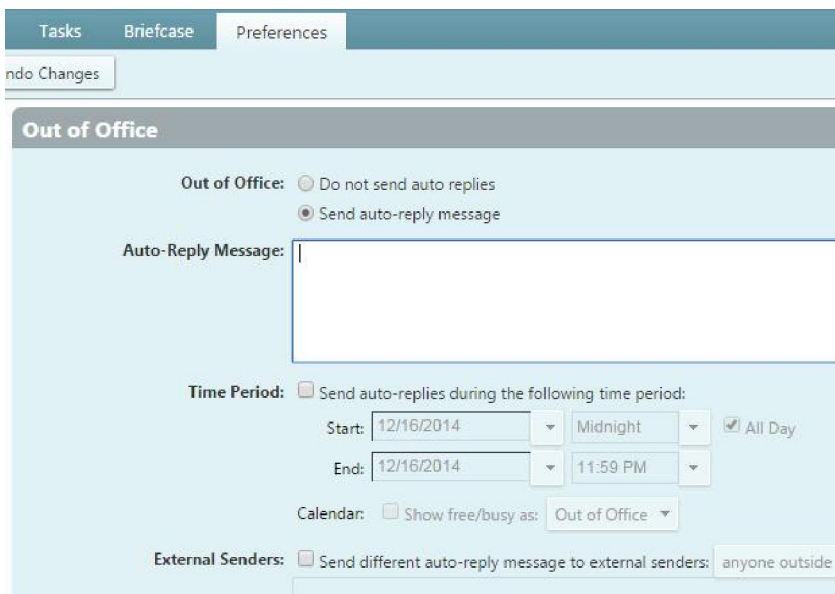 Tasks Briefcase Preferences
ndo Changes
Out of Office
Out of Office: Do not send auto replies
Send auto-reply message
Auto-Reply Message:
Time Period: Send auto-replies during the following time period:
Start: 12/16/2014 Midnight All Day
End: 12/16/2014 11:59 PM
Calendar: Show free/busy as: Out of Office
External Senders: Send different auto-reply message to external senders: anyone outside